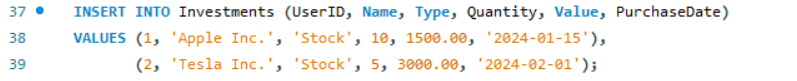 37 INSERT INTO Investments (UserID, Name, Type, Quantity, Value, PurchaseDate)
38 VALUES (1, 'Apple Inc.', 'Stock', 10, 1500.00, '2024-01-15'),
39 (2, 'Tesla Inc.', 'Stock', 5, 3000.00, '2024-02-01');